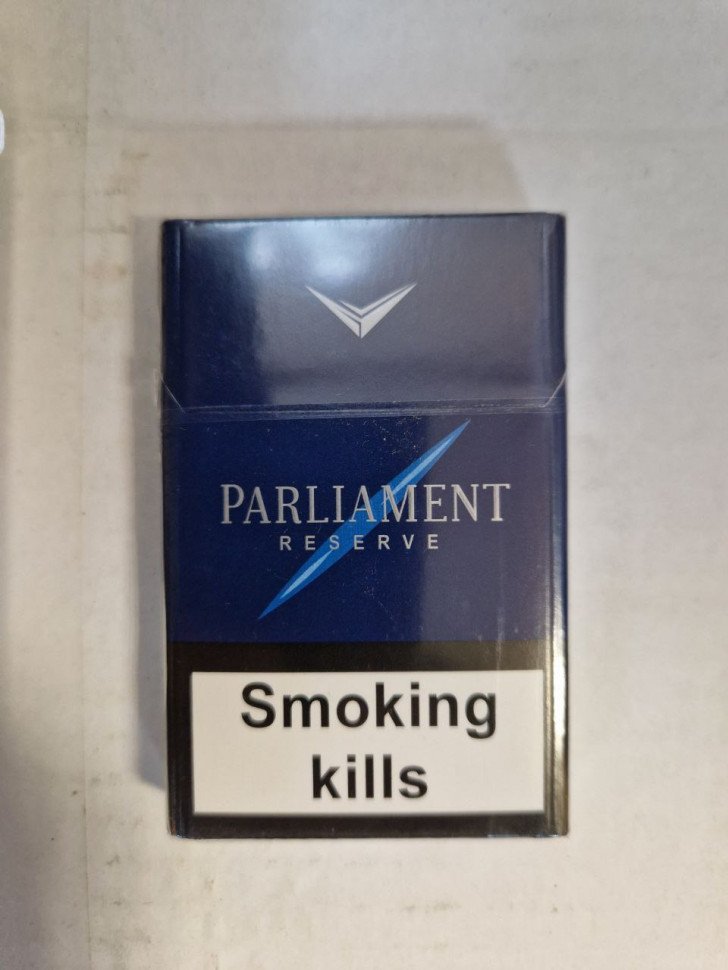 PARLIAMENT
RESERVE
Smoking
kills